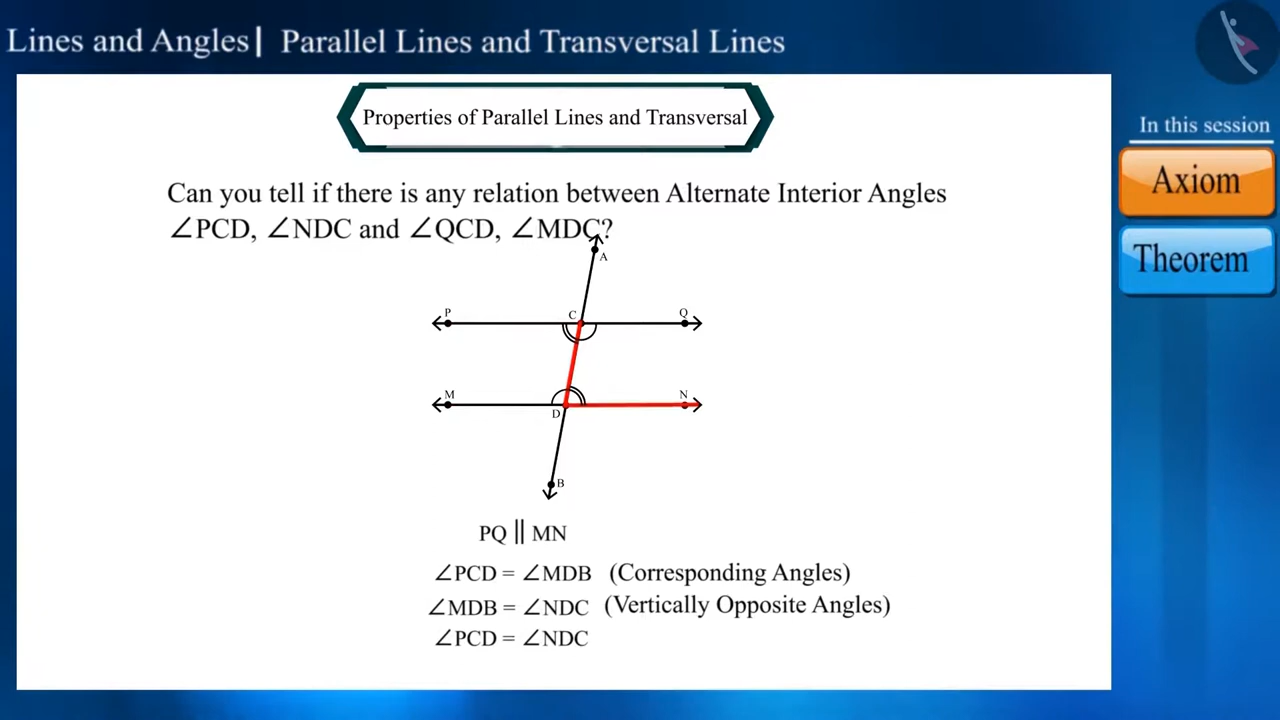 Lines and Angles| Parallel Lines and Transversal Lines
In this session
Axiom
Theorem
Properties of Parallel Lines and Transversal
Can you tell if there is any relation between Alternate Interior Angles
∠PCD, ∠NDC and ∠QCD, ∠MDC?
A
P C Q
M N
D
B
PQ || MN
∠PCD = ∠MDB (Corresponding Angles)
∠MDB = ∠NDC (Vertically Opposite Angles)
∠PCD = ∠NDC